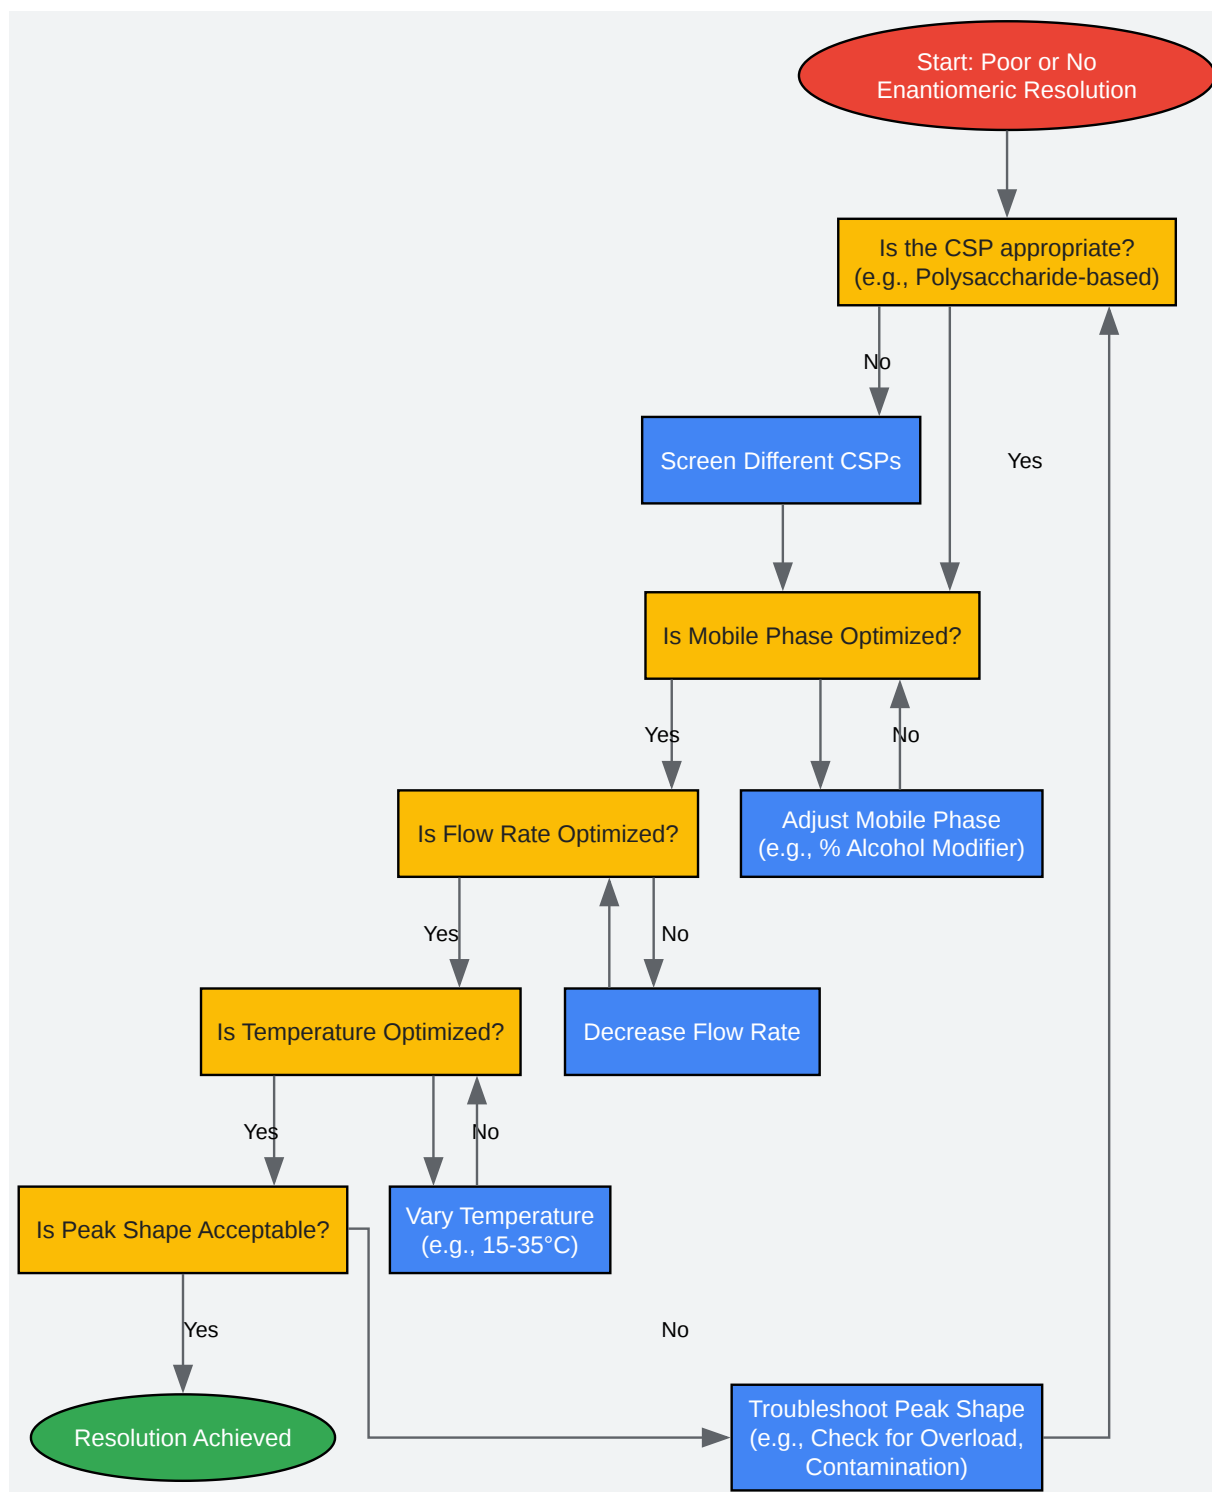 Start: Poor or No
Enantiomeric Resolution
Is the CSP appropriate?
(e.g., Polysaccharide-based)
No
Screen Different CSPs
Yes
Is Mobile Phase Optimized?
Yes
No
Is Flow Rate Optimized?
Adjust Mobile Phase
(e.g., % Alcohol Modifier)
Yes
No
Is Temperature Optimized?
Decrease Flow Rate
Yes
No
Is Peak Shape Acceptable?
Vary Temperature
(e.g., 15-35°C)
Yes
No
Resolution Achieved
Troubleshoot Peak Shape
(e.g., Check for Overload,
Contamination)